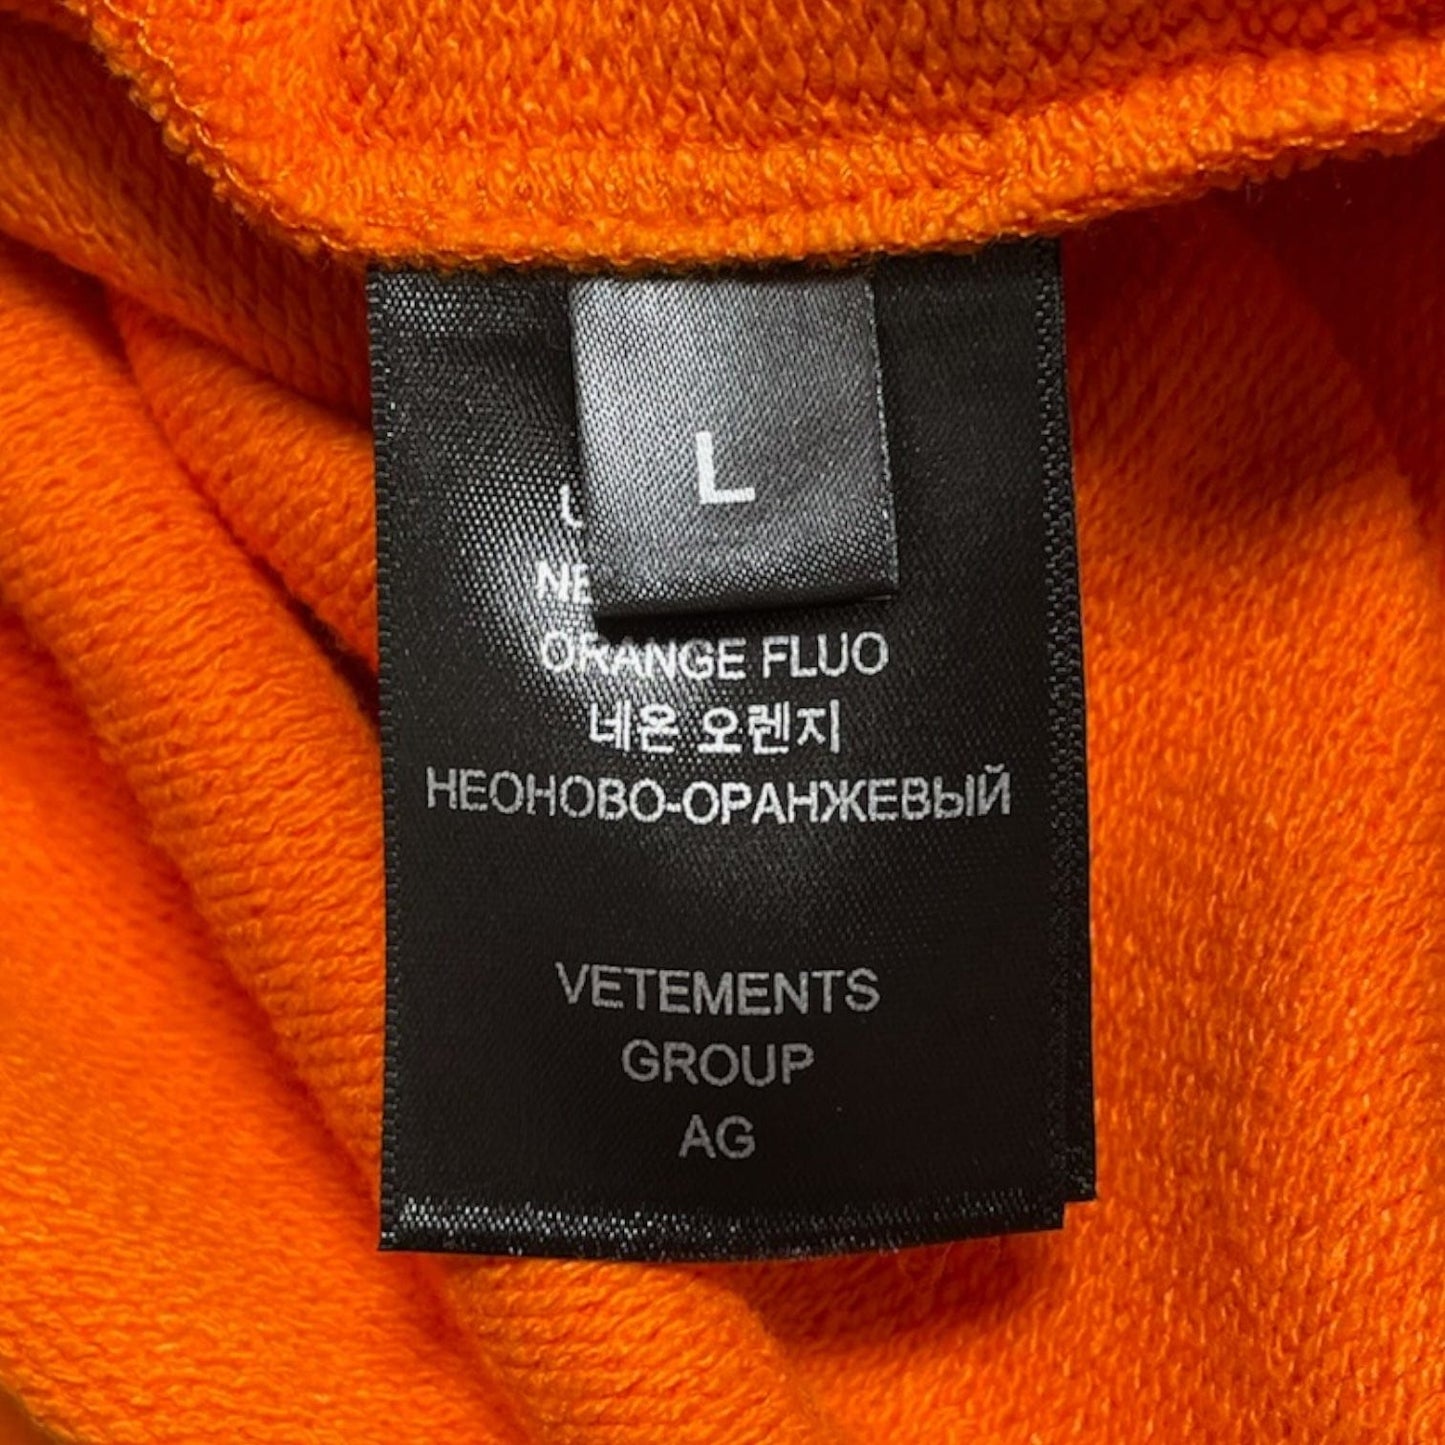 L
ORANGE FLUO
네온 오렌지
НЕОНОВО-ОРАНЖЕВЫЙ
VETEMENTS
GROUP
AG